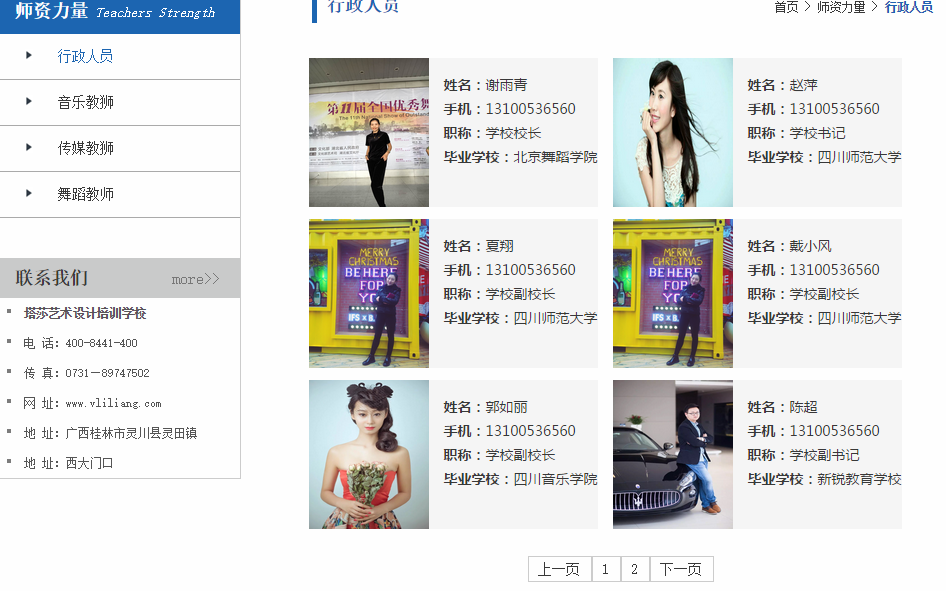 师资力量 Teachers Strength
行政人员
音乐教狮
传媒教狮
舞蹈教师
联系我们 more>>
塔莎艺术设计培训学校
电 话: 400-8441-400
传 真: 0731－89747502
网 址: www.vliliang.com
地 址: 广西桂林市灵川县灵田镇
地 址: 西大门口
行政人员
首页 > 师资力量 > 行政人员
第11届全国优秀舞
The 11th National Show of Outstand
姓名：谢雨青
手机：13100536560
职称：学校校长
毕业学校：北京舞蹈学院
姓名：赵萍
手机：13100536560
职称：学校书记
毕业学校：四川师范大学
MERRY
CHRISTMAS
BE HERE
FOR
YO
IFS x B.
姓名：夏翔
手机：13100536560
职称：学校副校长
毕业学校：四川师范大学
MERRY
CHRISTMAS
BE HERE
FOR
YO
IFS x B.
姓名：戴小风
手机：13100536560
职称：学校副校长
毕业学校：四川师范大学
姓名：郭如丽
手机：13100536560
职称：学校副校长
毕业学校：四川音乐学院
姓名：陈超
手机：13100536560
职称：学校副书记
毕业学校：新锐教育学校
上一页 1 2 下一页